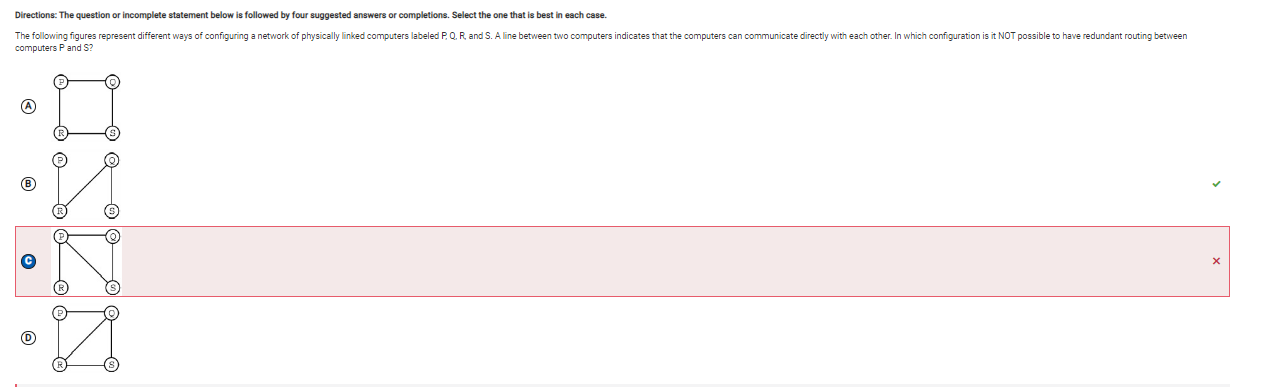 Directions: The question or incomplete statement below is followed by four suggested answers or completions. Select the one that is best in each case.
The following figures represent different ways of configuring a network of physically linked computers labeled P, Q, R, and S. A line between two computers indicates that the computers can communicate directly with each other. In which configuration is it NOT possible to have redundant routing between
computers P and S?
P Q
A
R S
P Q
B
R S
P Q
C
R S
P Q
D
R S